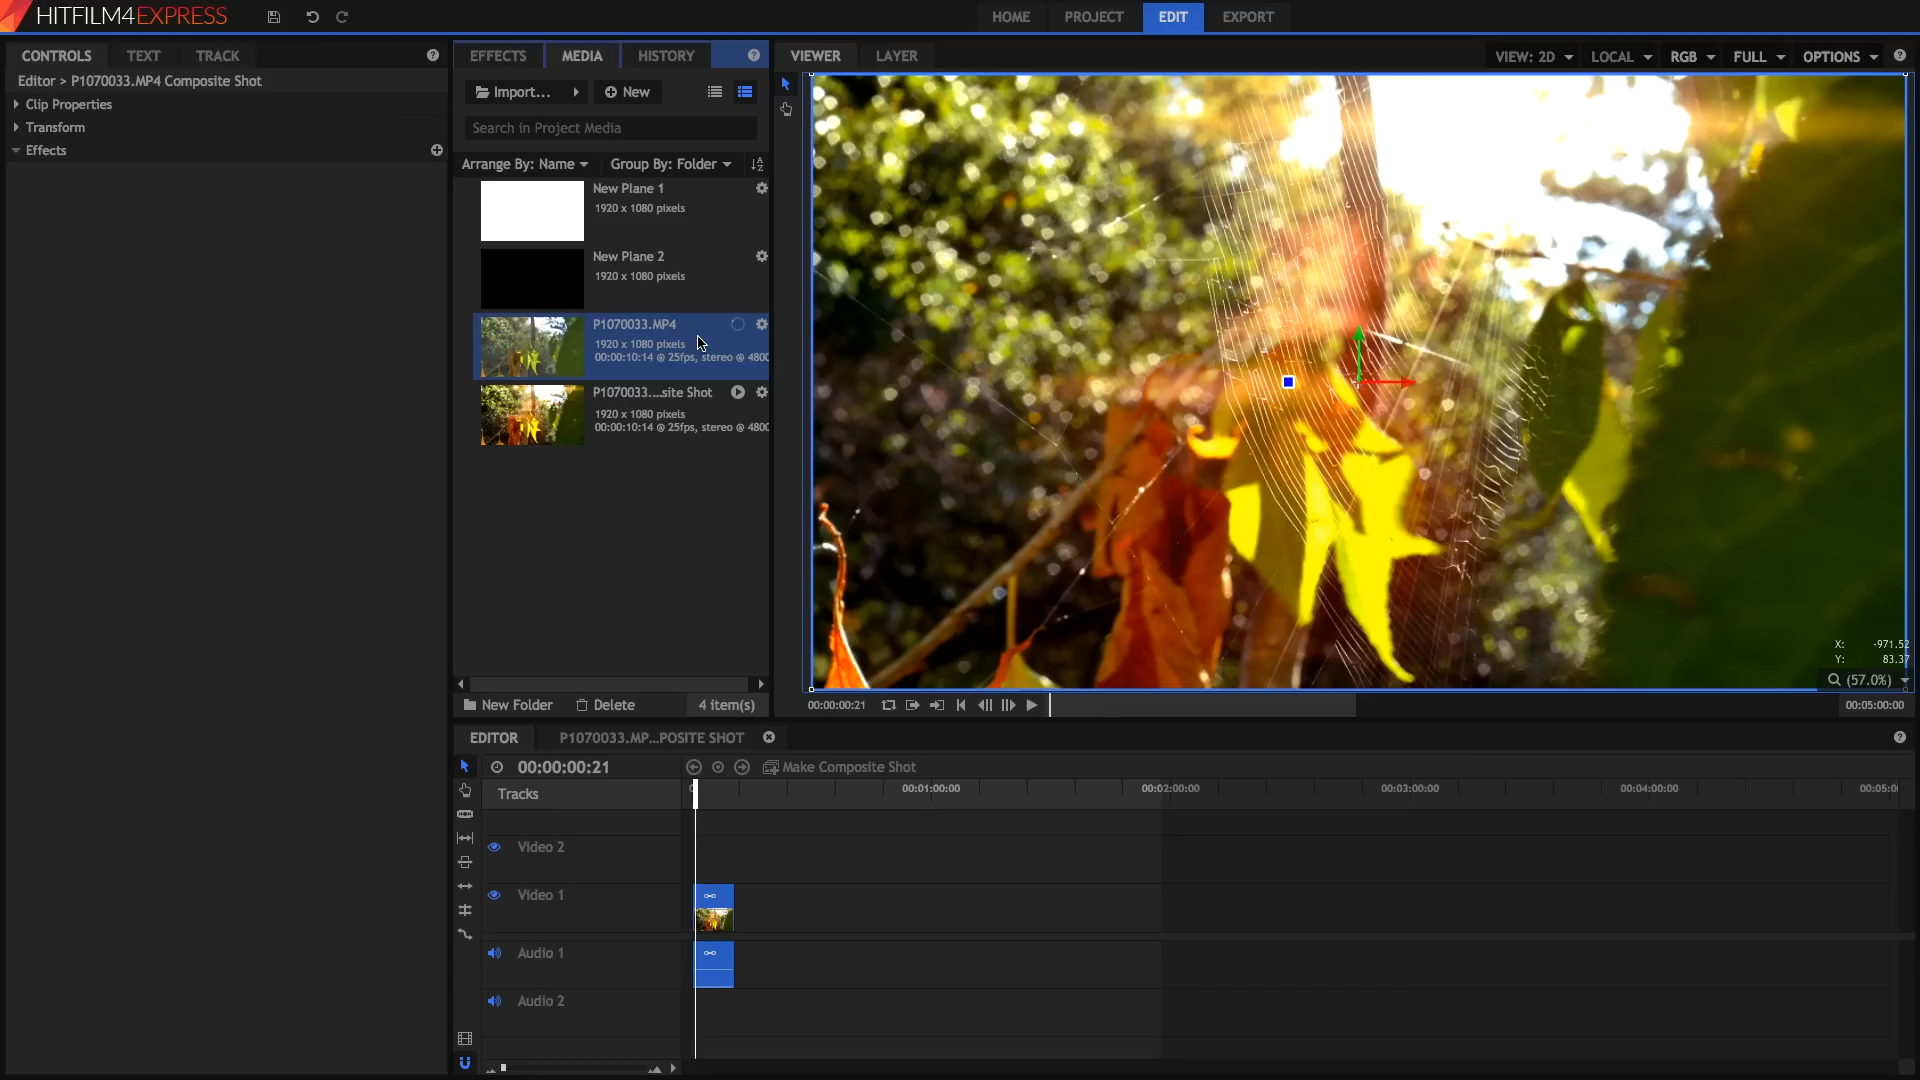 HITFILM4EXPRESS
HOME PROJECT EDIT EXPORT
CONTROLS TEXT TRACK
Editor > P1070033.MP4 Composite Shot
Clip Properties
Transform
Effects
EFFECTS MEDIA HISTORY
Import... New
Search in Project Media
Arrange By: Name Group By: Folder
New Plane 1
1920 x 1080 pixels
New Plane 2
1920 x 1080 pixels
P1070033.MP4
1920 x 1080 pixels
00:00:10:14 @ 25fps, stereo @ 4800
P1070033....site Shot
1920 x 1080 pixels
00:00:10:14 @ 25fps, stereo @ 4800
New Folder Delete 4 item(s)
VIEWER LAYER
VIEW: 2D LOCAL RGB FULL OPTIONS
X: -971.52
Y: 83.37
(57.0%)
00:00:00:21 00:05:00:00
EDITOR P1070033.MP...POSITE SHOT
00:00:00:21 Make Composite Shot
Tracks 00:01:00:00 00:02:00:00 00:03:00:00 00:04:00:00 00:05:0
Video 2
Video 1
Audio 1
Audio 2